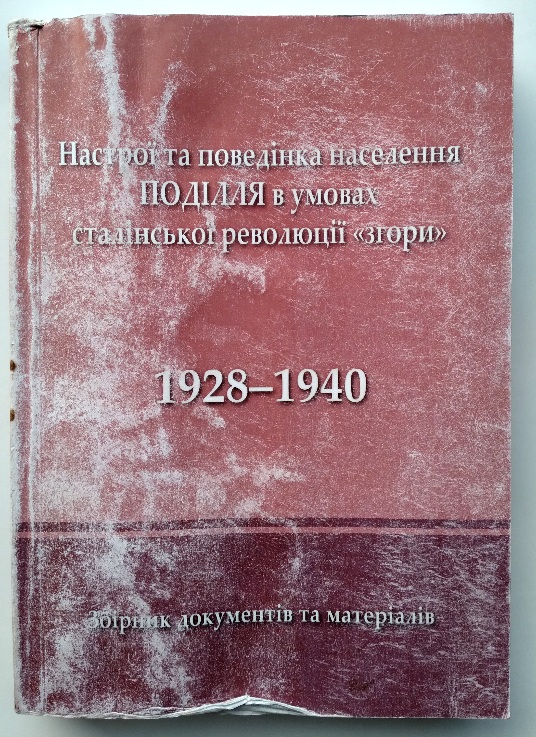 Настрої та поведінка населення
ПОДІЛЛЯ в умовах
сталінської революції «згори»
1928–1940
Збірник документів та матеріалів